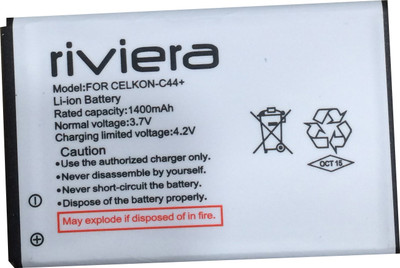 riviera
Model:FOR CELKON-C44+
Li-ion Battery
Rated capacity:1400mAh
Normal voltage:3.7V
Charging limited voltage:4.2V
Caution
•Use the authorized charger only.
•Never disassemble by yourself.
•Never short-circuit the battery.
•Dispose of the battery properly.
May explode if disposed of in fire.
OCT 15